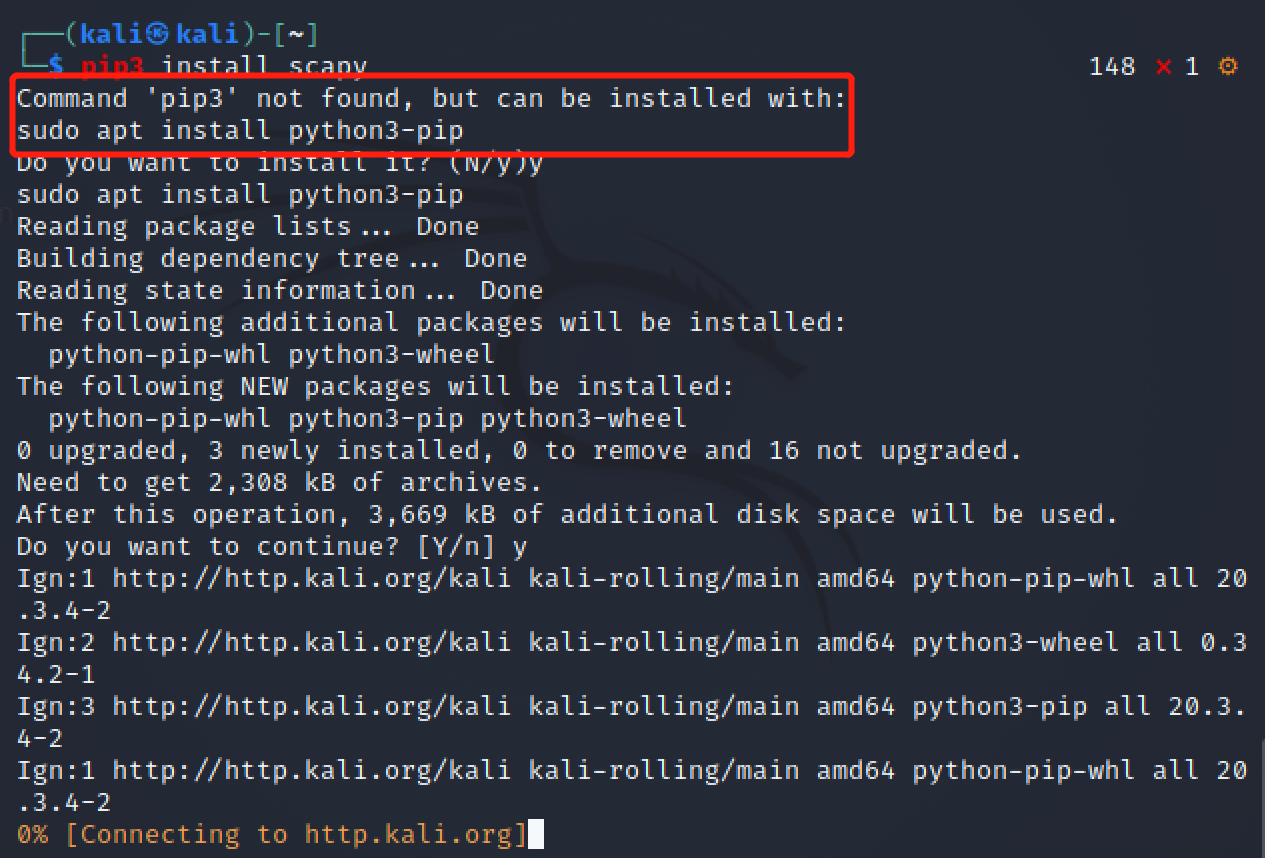 ┌──(kali㉿kali)-[~]
└─$ pip3 install scapy 148 ⨯ 1 ⚙
Command 'pip3' not found, but can be installed with:
sudo apt install python3-pip
Do you want to install it? (N/y)y
sudo apt install python3-pip
Reading package lists... Done
Building dependency tree... Done
Reading state information... Done
The following additional packages will be installed:
  python-pip-whl python3-wheel
The following NEW packages will be installed:
  python-pip-whl python3-pip python3-wheel
0 upgraded, 3 newly installed, 0 to remove and 16 not upgraded.
Need to get 2,308 kB of archives.
After this operation, 3,669 kB of additional disk space will be used.
Do you want to continue? [Y/n] y
Ign:1 http://http.kali.org/kali kali-rolling/main amd64 python-pip-whl all 20
.3.4-2
Ign:2 http://http.kali.org/kali kali-rolling/main amd64 python3-wheel all 0.3
4.2-1
Ign:3 http://http.kali.org/kali kali-rolling/main amd64 python3-pip all 20.3.
4-2
Ign:1 http://http.kali.org/kali kali-rolling/main amd64 python-pip-whl all 20
.3.4-2
0% [Connecting to http.kali.org]